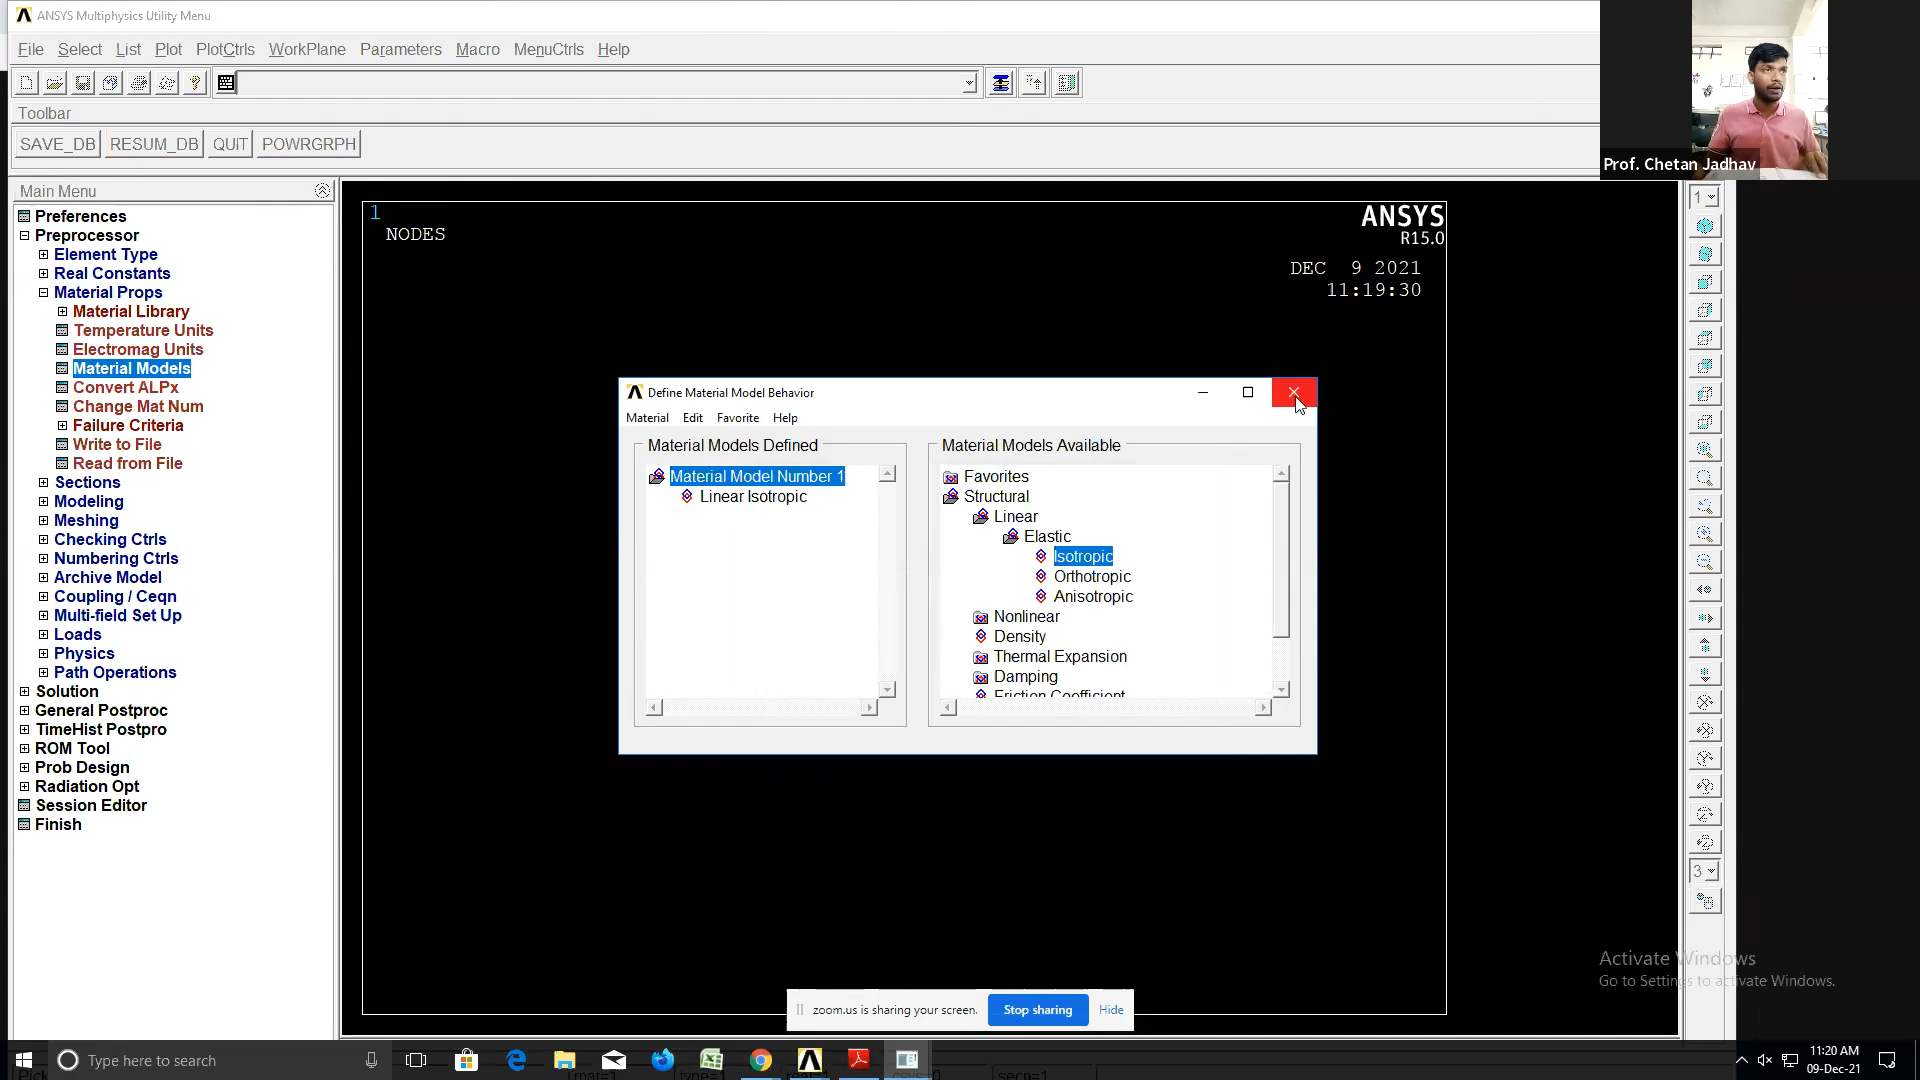 ANSYS Multiphysics Utility Menu
File Select List Plot PlotCtrls WorkPlane Parameters Macro MenuCtrls Help
Toolbar
SAVE_DB RESUM_DB QUIT POWRGRPH
Prof. Chetan Jadhav
Main Menu
Preferences
Preprocessor
Element Type
Real Constants
Material Props
Material Library
Temperature Units
Electromag Units
Material Models
Convert ALPx
Change Mat Num
Failure Criteria
Write to File
Read from File
Sections
Modeling
Meshing
Checking Ctrls
Numbering Ctrls
Archive Model
Coupling / Ceqn
Multi-field Set Up
Loads
Physics
Path Operations
Solution
General Postproc
TimeHist Postpro
ROM Tool
Prob Design
Radiation Opt
Session Editor
Finish
1
NODES
ANSYS
R15.0
DEC 9 2021
11:19:30
Define Material Model Behavior
Material Edit Favorite Help
Material Models Defined
Material Model Number 1
Linear Isotropic
Material Models Available
Favorites
Structural
Linear
Elastic
Isotropic
Orthotropic
Anisotropic
Nonlinear
Density
Thermal Expansion
Damping
Friction Coefficient
1
3
Activate Windows
Go to Settings to activate Windows.
zoom.us is sharing your screen. Stop sharing Hide
Type here to search
11:20 AM
09-Dec-21